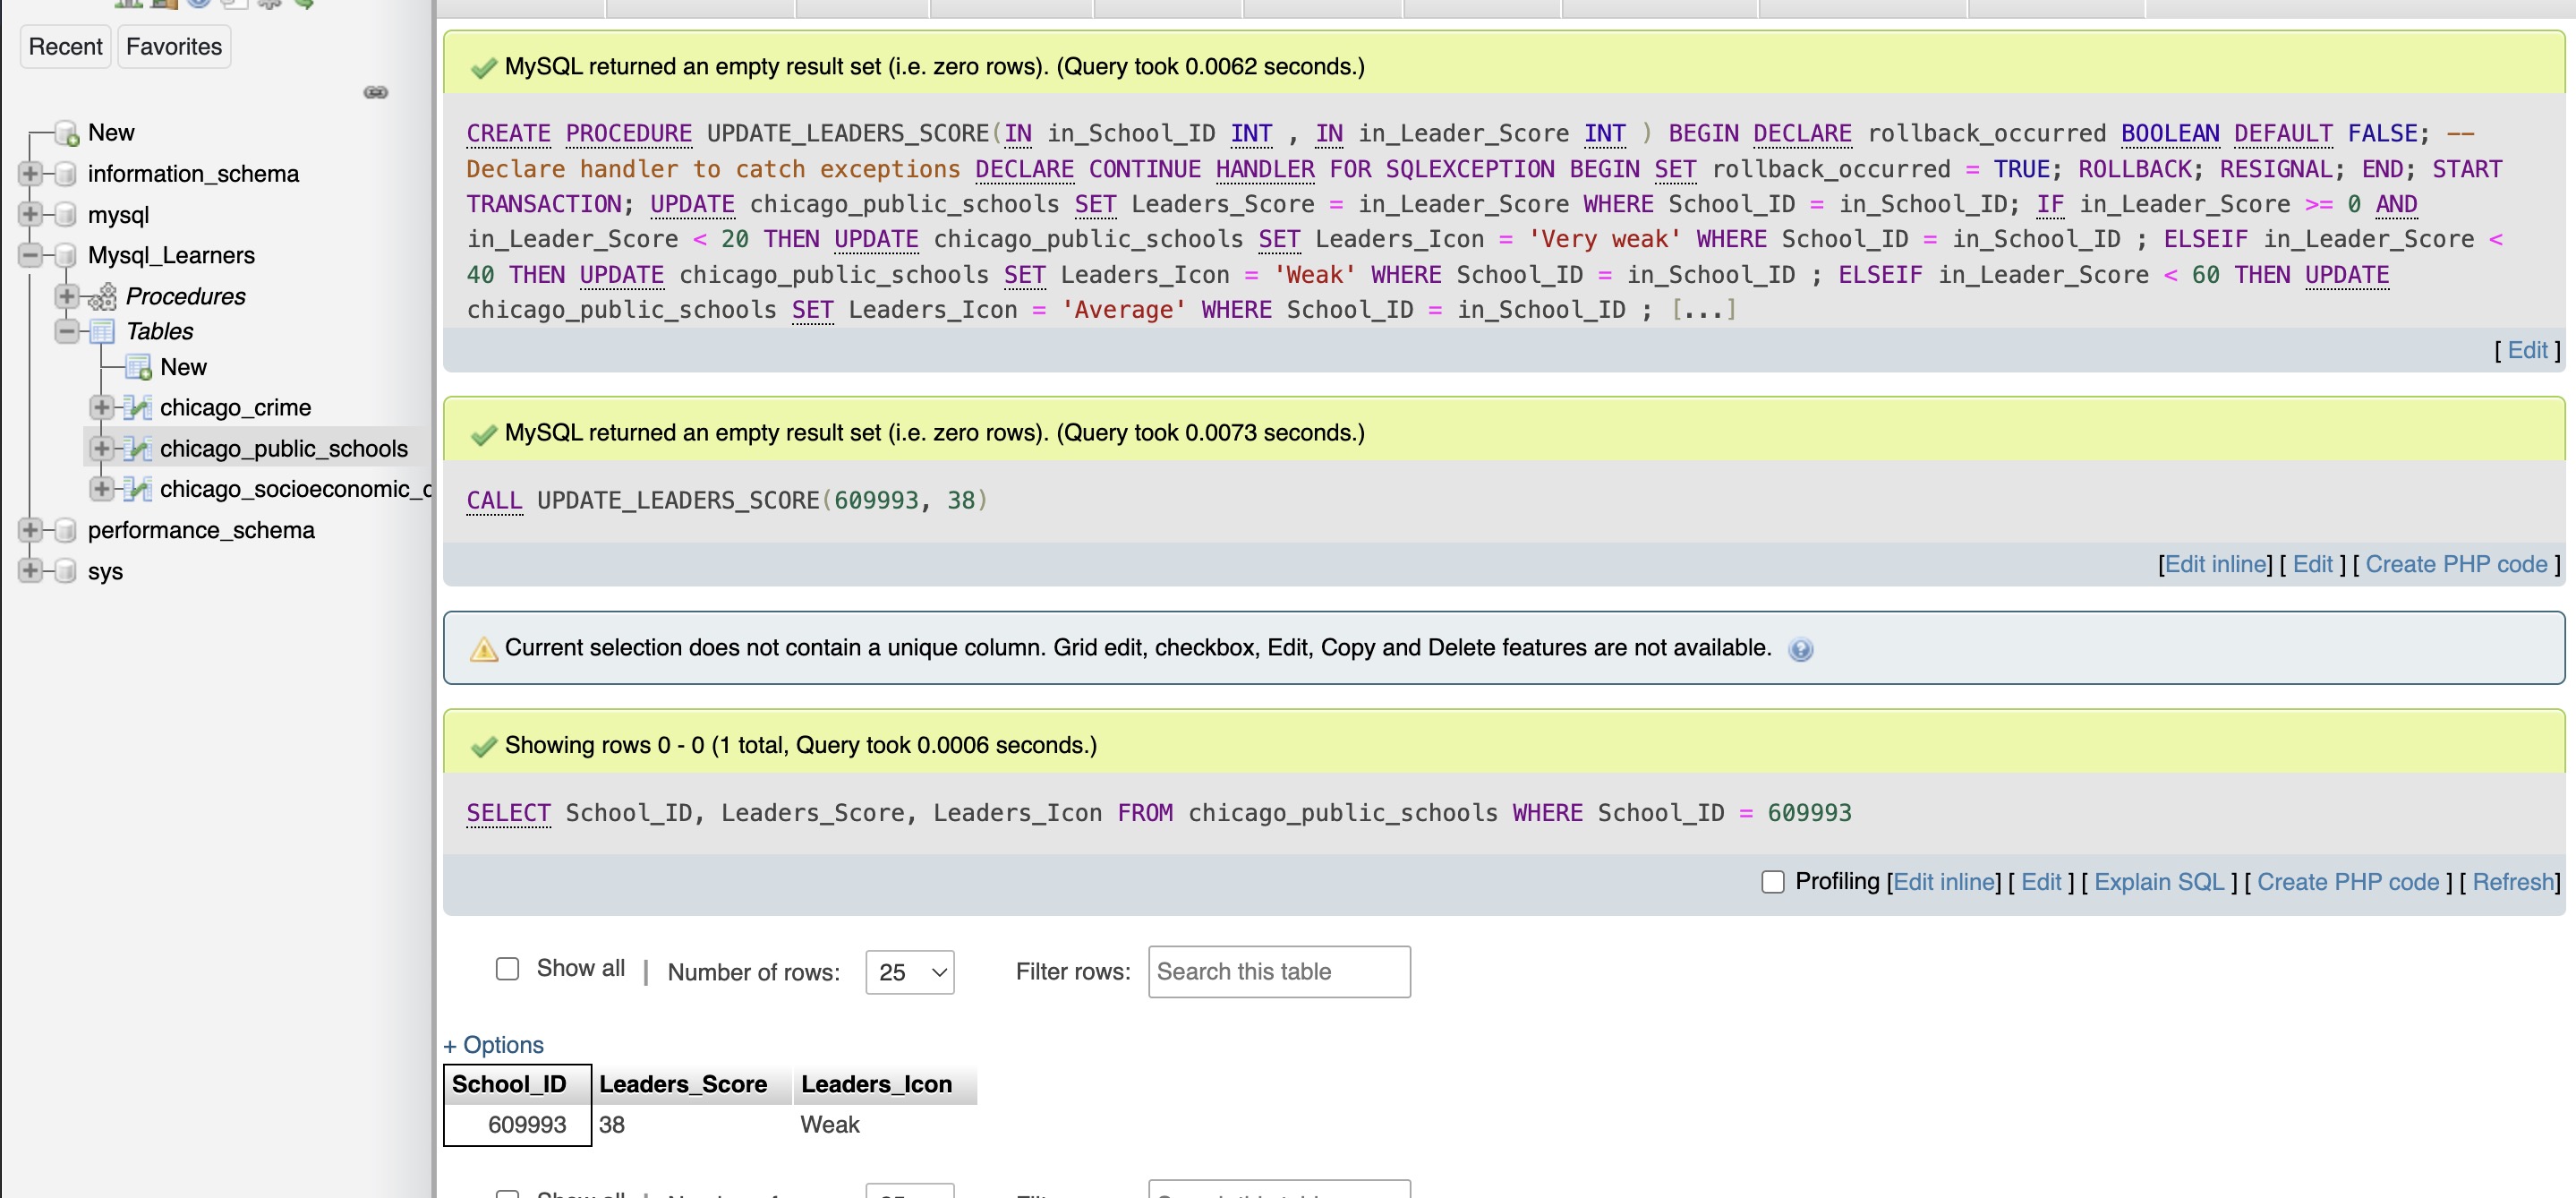 Recent Favorites
New
information_schema
mysql
Mysql_Learners
Procedures
Tables
New
chicago_crime
chicago_public_schools
chicago_socioeconomic_
performance_schema
sys
MySQL returned an empty result set (i.e. zero rows). (Query took 0.0062 seconds.)
CREATE PROCEDURE UPDATE_LEADERS_SCORE(IN in_School_ID INT , IN in_Leader_Score INT ) BEGIN DECLARE rollback_occurred BOOLEAN DEFAULT FALSE; --
Declare handler to catch exceptions DECLARE CONTINUE HANDLER FOR SQLEXCEPTION BEGIN SET rollback_occurred = TRUE; ROLLBACK; RESIGNAL; END; START
TRANSACTION; UPDATE chicago_public_schools SET Leaders_Score = in_Leader_Score WHERE School_ID = in_School_ID; IF in_Leader_Score >= 0 AND
in_Leader_Score < 20 THEN UPDATE chicago_public_schools SET Leaders_Icon = 'Very weak' WHERE School_ID = in_School_ID ; ELSEIF in_Leader_Score <
40 THEN UPDATE chicago_public_schools SET Leaders_Icon = 'Weak' WHERE School_ID = in_School_ID ; ELSEIF in_Leader_Score < 60 THEN UPDATE
chicago_public_schools SET Leaders_Icon = 'Average' WHERE School_ID = in_School_ID ; [...]
[ Edit ]
MySQL returned an empty result set (i.e. zero rows). (Query took 0.0073 seconds.)
CALL UPDATE_LEADERS_SCORE(609993, 38)
[Edit inline] [ Edit ] [ Create PHP code ]
Current selection does not contain a unique column. Grid edit, checkbox, Edit, Copy and Delete features are not available.
Showing rows 0 - 0 (1 total, Query took 0.0006 seconds.)
SELECT School_ID, Leaders_Score, Leaders_Icon FROM chicago_public_schools WHERE School_ID = 609993
Profiling [Edit inline] [ Edit ] [ Explain SQL ] [ Create PHP code ] [ Refresh]
Show all | Number of rows: 25 Filter rows: Search this table
+ Options
School_ID Leaders_Score Leaders_Icon
609993 38 Weak